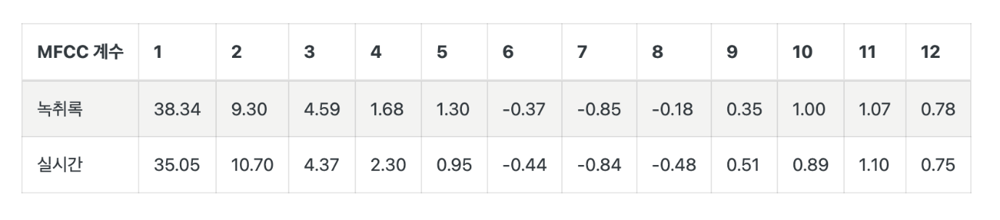 MFCC 계수 1 2 3 4 5 6 7 8 9 10 11 12
녹취록 38.34 9.30 4.59 1.68 1.30 -0.37 -0.85 -0.18 0.35 1.00 1.07 0.78
실시간 35.05 10.70 4.37 2.30 0.95 -0.44 -0.84 -0.48 0.51 0.89 1.10 0.75